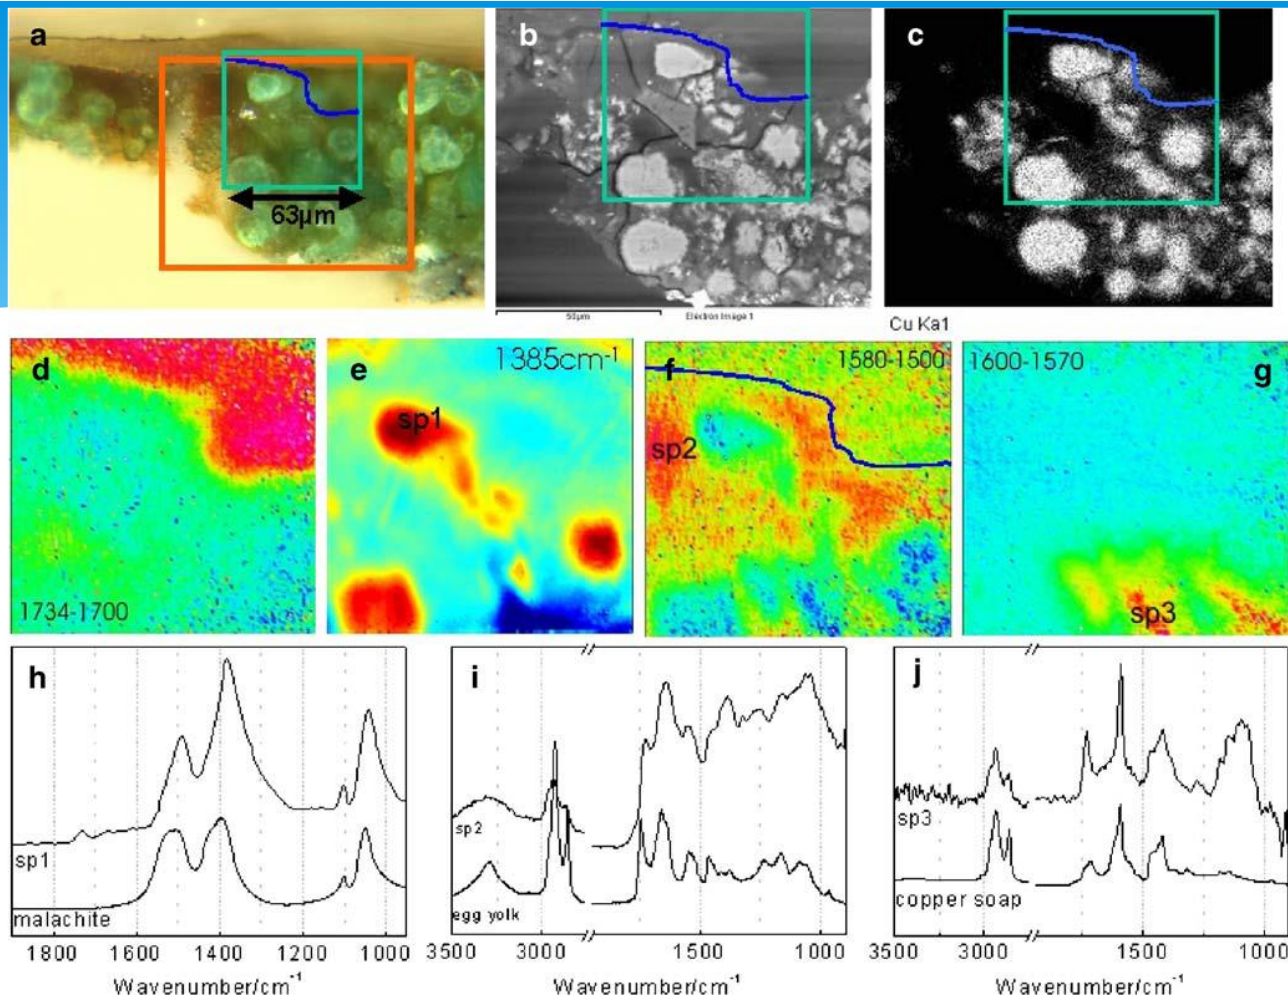 a
b
c
63µm
50µm
Electron Image 1
Cu Ka1
d
e
1385cm-1
f
1580-1500
1600-1570
g
sp1
sp2
1734-1700
sp3
h
i
j
sp1
malachite
sp2
egg yolk
sp3
copper soap
1800 1600 1400 1200 1000
3500 3000 1500 1000
3500 3000 1500 1000
Wavenumber/cm-1
Wavenumber/cm-1
Wavenumber/cm-1